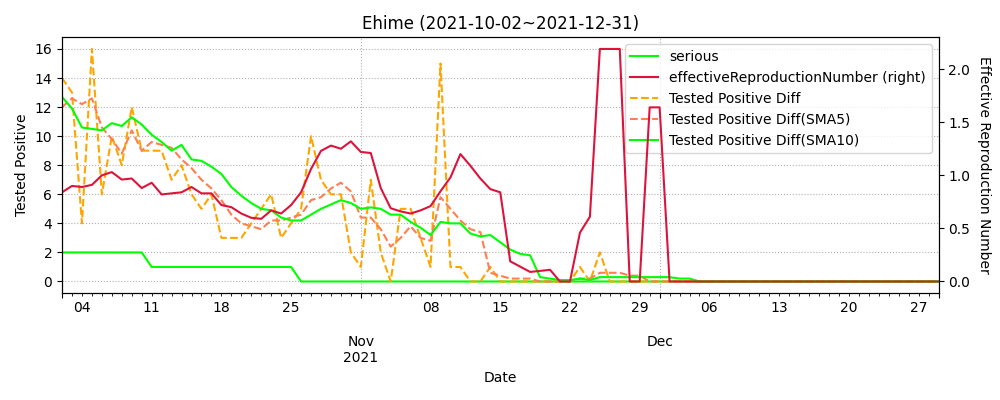 Ehime (2021-10-02~2021-12-31)
serious
effectiveReproductionNumber (right)
Tested Positive Diff
Tested Positive Diff(SMA5)
Tested Positive Diff(SMA10)
Tested Positive
16
14
12
10
8
6
4
2
0
Effective Reproduction Number
2.0
1.5
1.0
0.5
0.0
04 11 18 25 08 15 22 29 06 13 20 27
Nov Dec
2021
Date